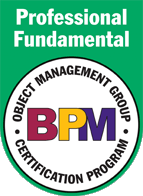 Professional
Fundamental
• OBJECT MANAGEMENT GROUP •
BPM
CERTIFICATION PROGRAM